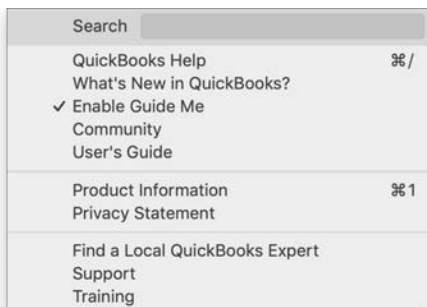 Search
QuickBooks Help ⌘/
What's New in QuickBooks?
✓ Enable Guide Me
Community
User's Guide
Product Information ⌘1
Privacy Statement
Find a Local QuickBooks Expert
Support
Training